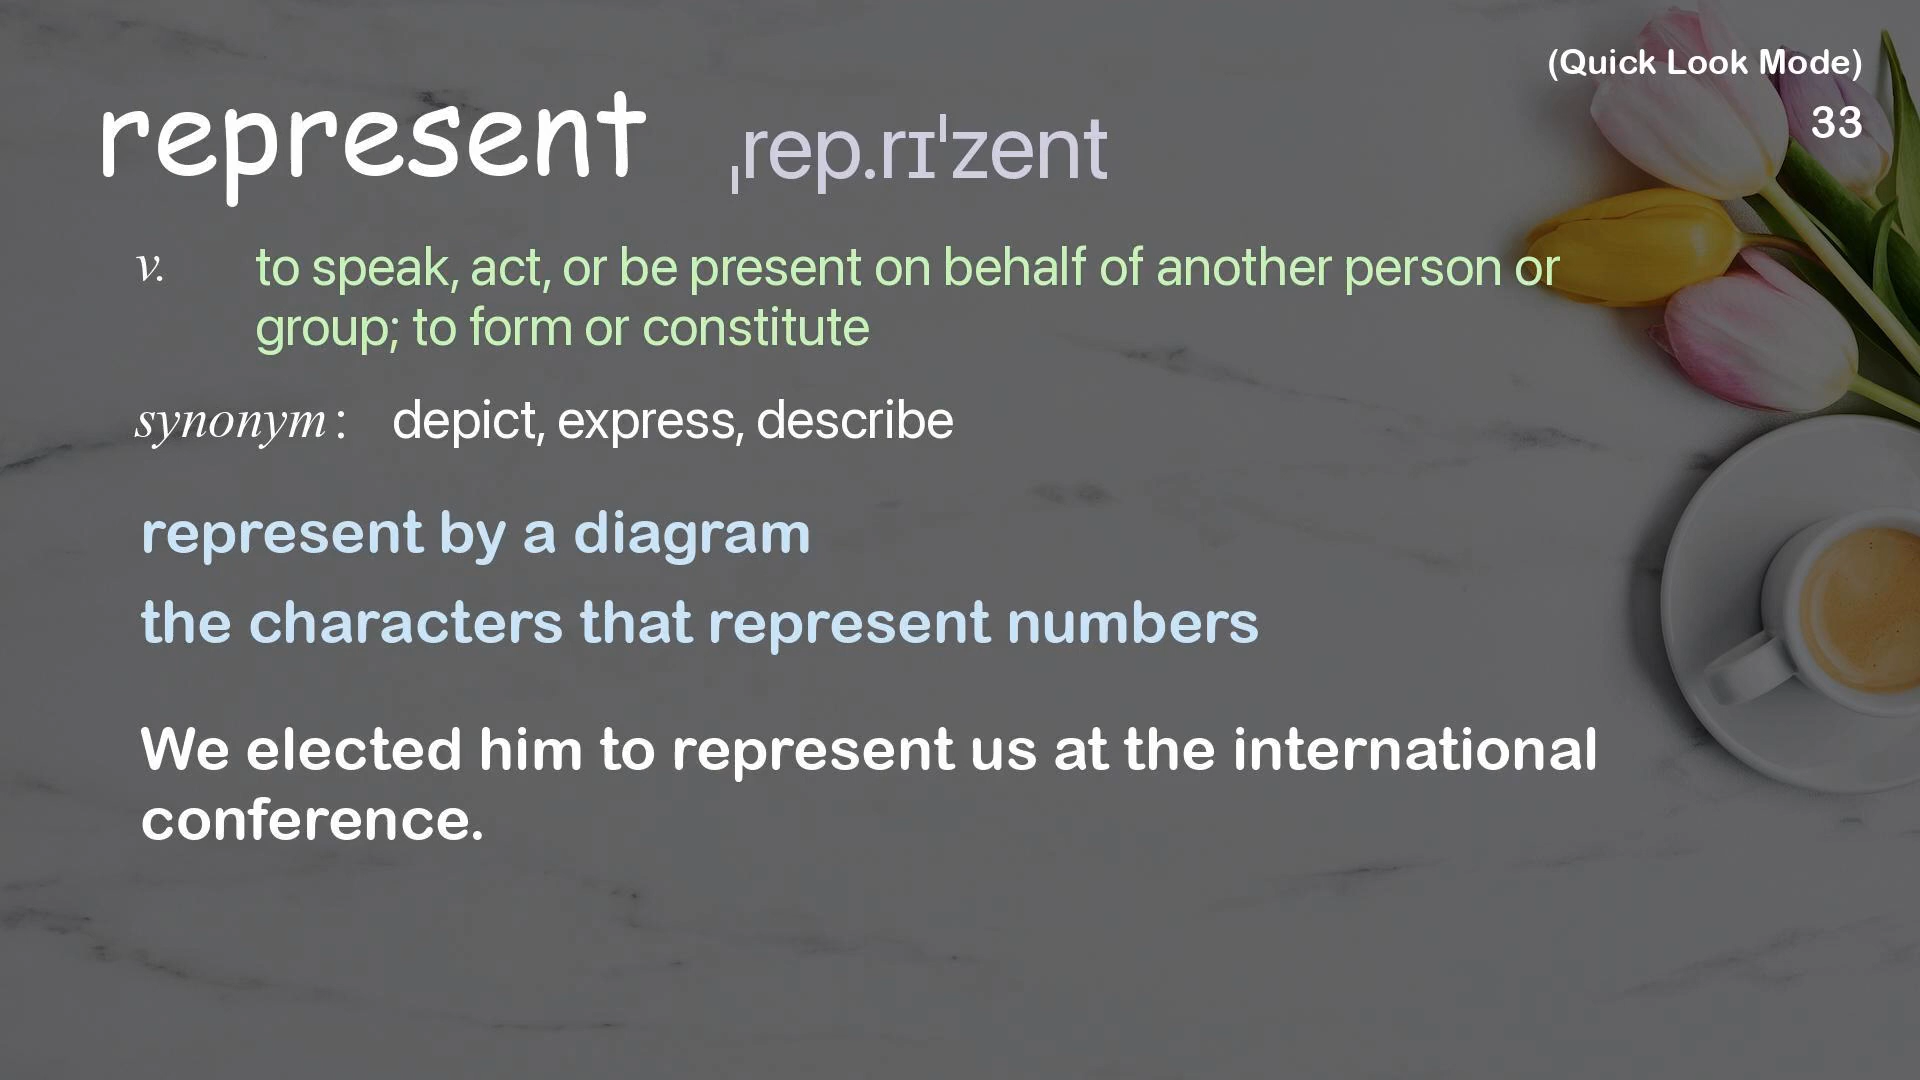 (Quick Look Mode)
33
represent ˌrep.rɪˈzent
v. to speak, act, or be present on behalf of another person or
group; to form or constitute
synonym: depict, express, describe
represent by a diagram
the characters that represent numbers
We elected him to represent us at the international
conference.